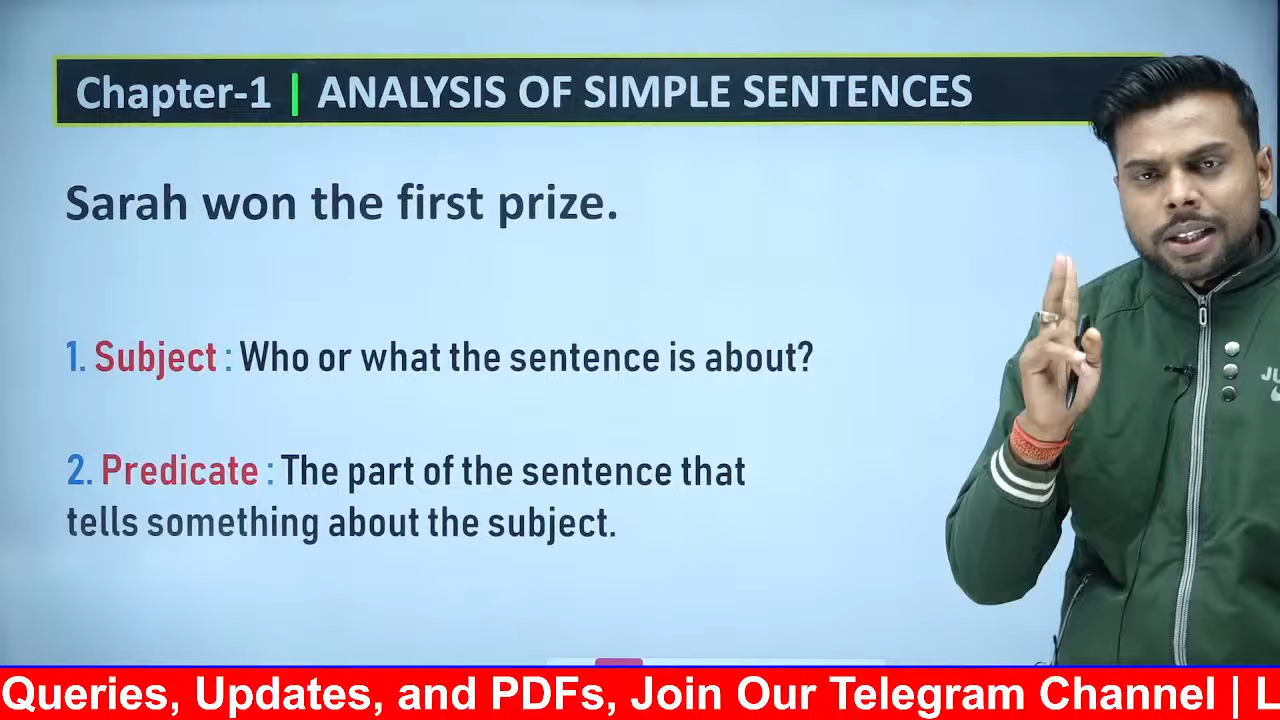 Chapter-1 | ANALYSIS OF SIMPLE SENTENCES
Sarah won the first prize.
1. Subject : Who or what the sentence is about?
2. Predicate : The part of the sentence that
tells something about the subject.
JU
Queries, Updates, and PDFs, Join Our Telegram Channel | L